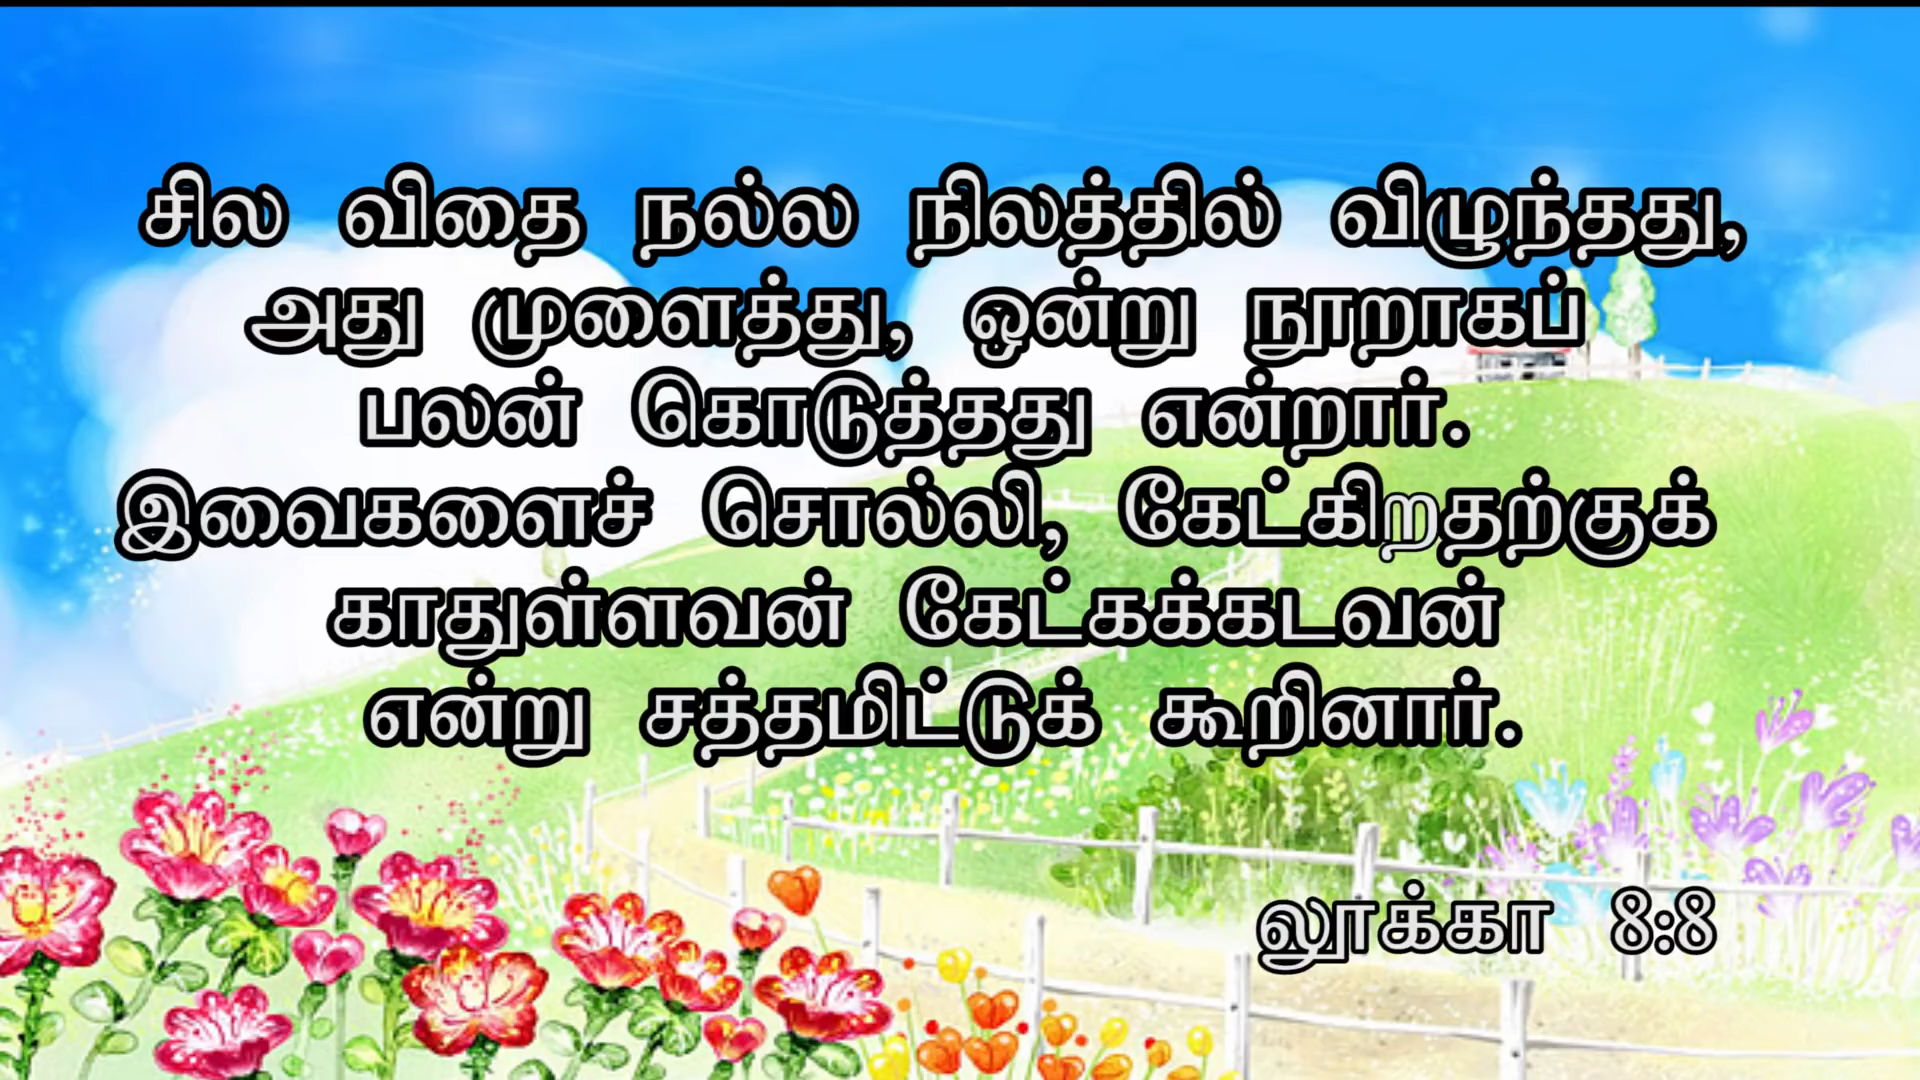 சில விதை நல்ல நிலத்தில் விழுந்தது,
அது முளைத்து, ஒன்று நூறாகப்
பலன் கொடுத்தது என்றார்.
இவைகளைச் சொல்லி, கேட்கிறதற்குக்
காதுள்ளவன் கேட்கக்கடவன்
என்று சத்தமிட்டுக் கூறினார்.
லூக்கா 8:8